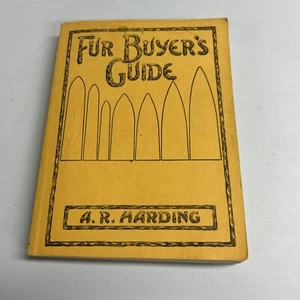 FUR BUYER'S
GUIDE
A. R. HARDING